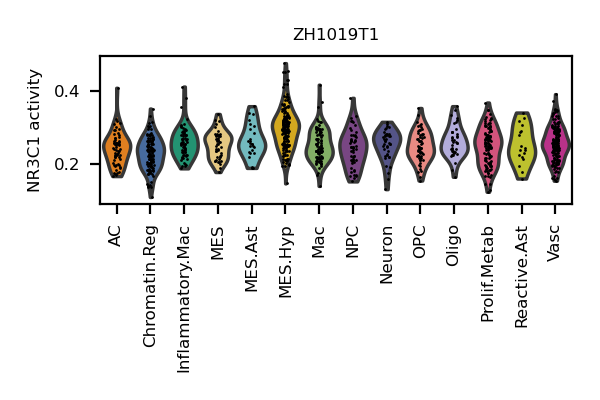 ZH1019T1
NR3C1 activity
0.4
0.2
AC
Chromatin.Reg
Inflammatory.Mac
MES
MES.Ast
MES.Hyp
Mac
NPC
Neuron
OPC
Oligo
Prolif.Metab
Reactive.Ast
Vasc